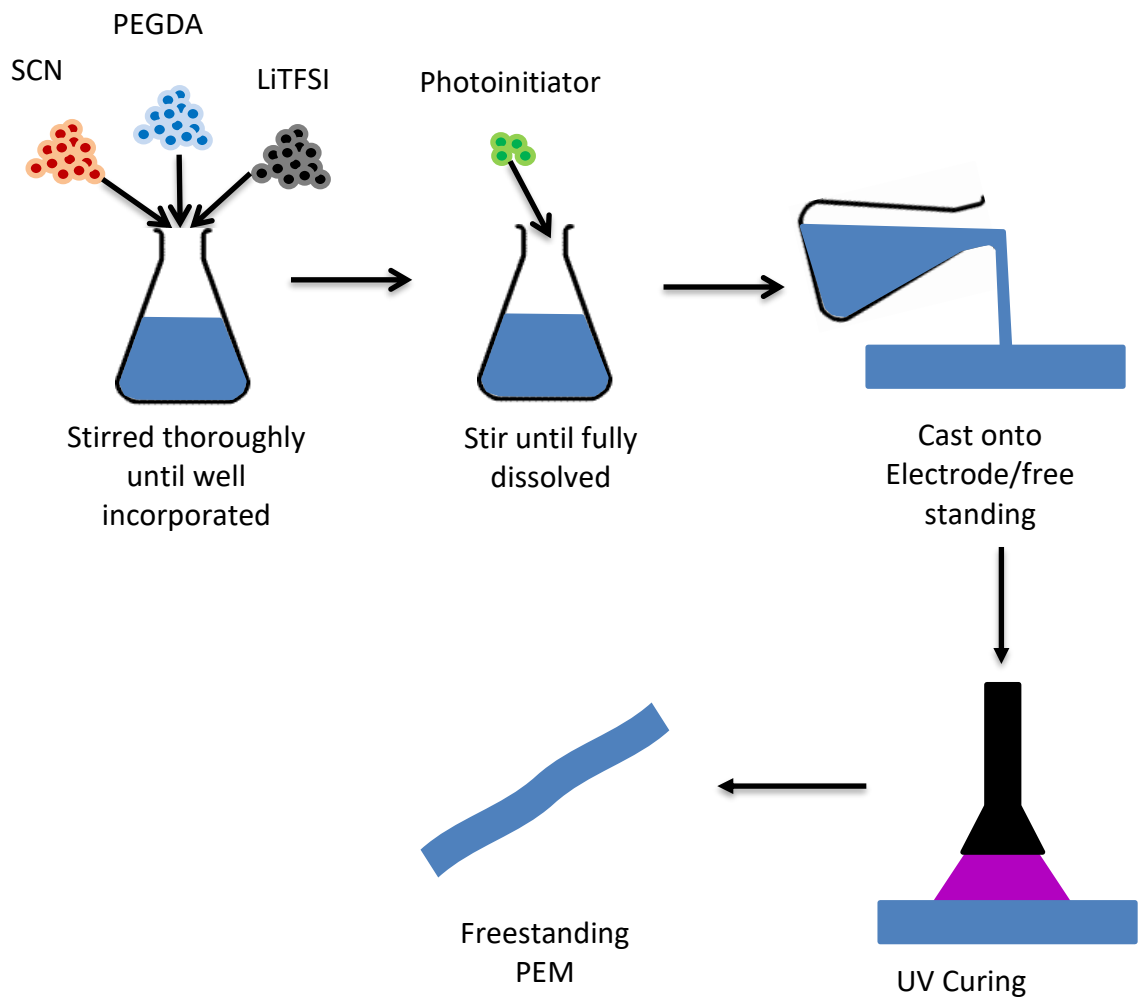 PEGDA
SCN
LiTFSI
Photoinitiator
Stirred thoroughly
until well
incorporated
Stir until fully
dissolved
Cast onto
Electrode/free
standing
Freestanding
PEM
UV Curing